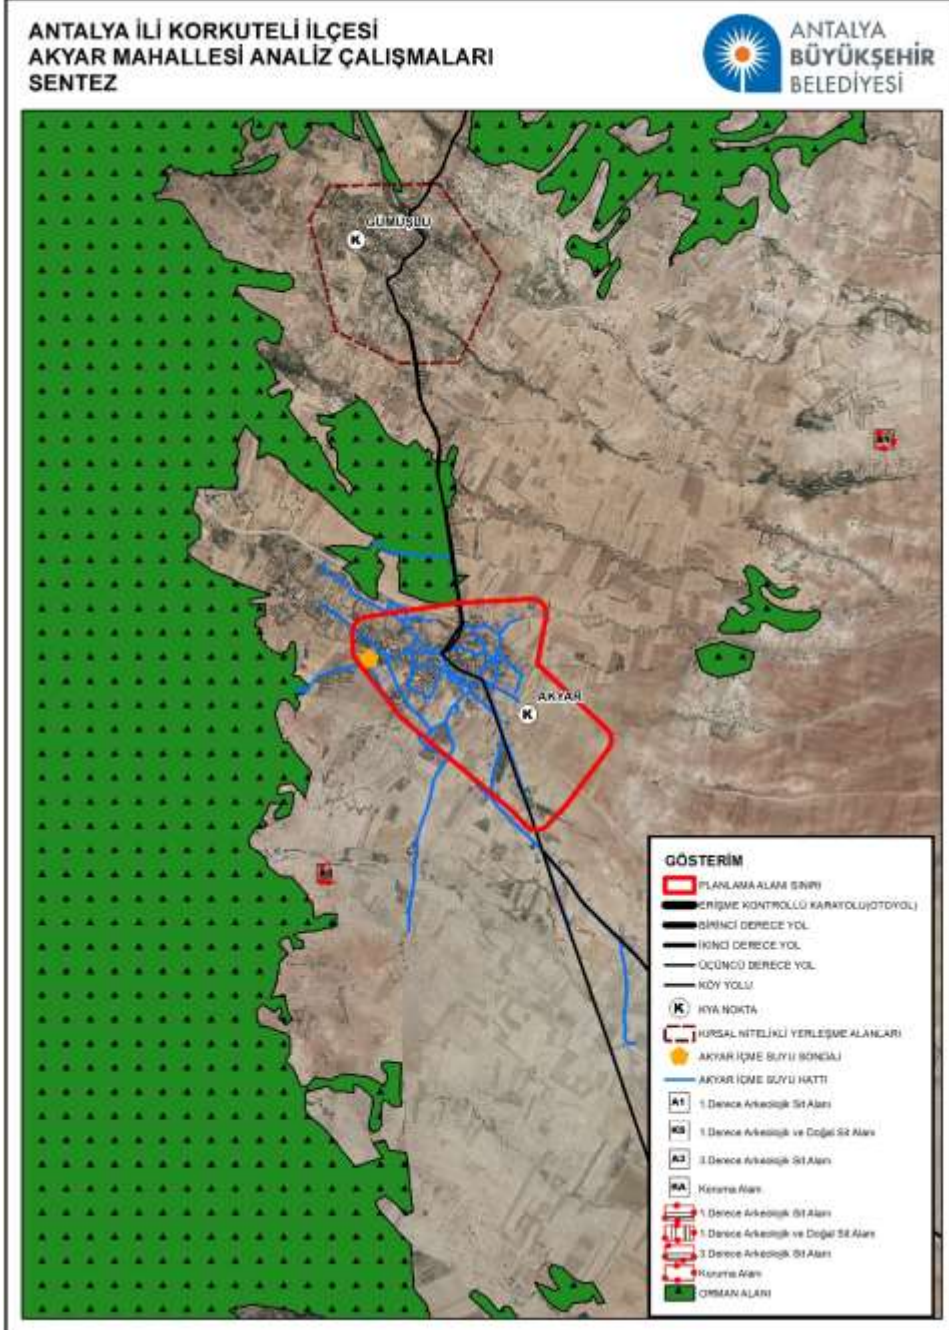 ANTALYA İLİ KORKUTELİ İLÇESİ
AKYAR MAHALLESİ ANALİZ ÇALIŞMALARI
SENTEZ
ANTALYA
BÜYÜKŞEHİR
BELEDİYESİ
GÜMÜŞLÜ
K
AKYAR
K
GÖSTERİM
PLANLAMA ALANI SINIRI
ERİŞME KONTROLLÜ KARAYOLU(OTOYOL)
BİRİNCİ DERECE YOL
İKİNCİ DERECE YOL
ÜÇÜNCÜ DERECE YOL
KÖY YOLU
K KYA NOKTA
KIRSAL NİTELİKLİ YERLEŞME ALANLARI
AKYAR İÇME SUYU SONDAJ
AKYAR İÇME SUYU HATTI
A1 1.Derece Arkeolojik Sit Alanı
1.Derece Arkeolojik ve Doğal Sit Alanı
A3 3.Derece Arkeolojik Sit Alanı
KA Koruma Alanı
1.Derece Arkeolojik Sit Alanı
1.Derece Arkeolojik ve Doğal Sit Alanı
3.Derece Arkeolojik Sit Alanı
Koruma Alanı
ORMAN ALANI